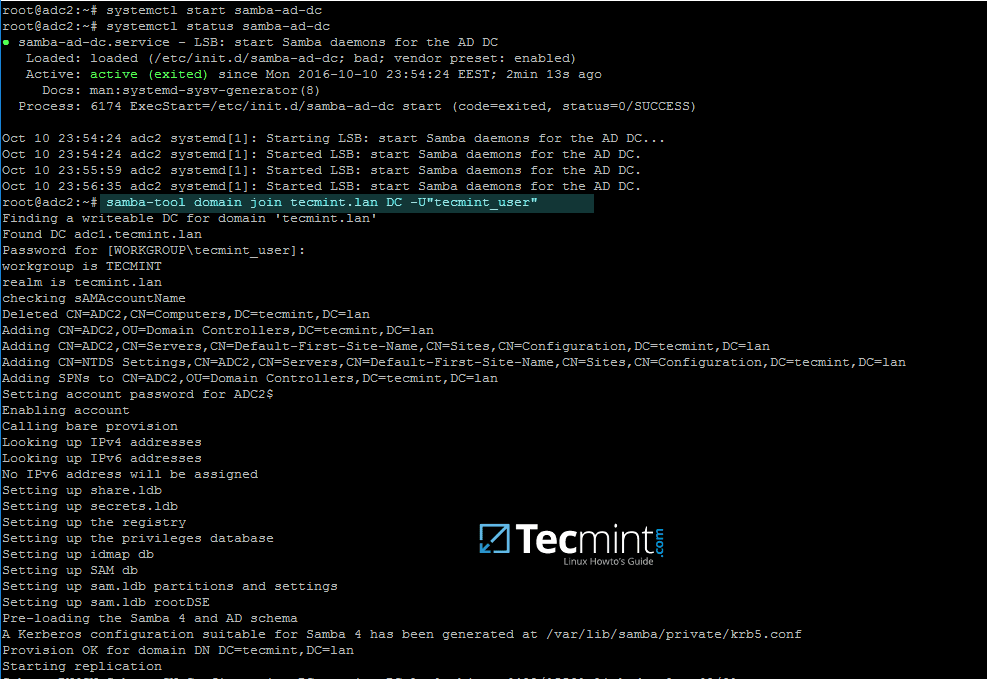 root@adc2:~# systemctl start samba-ad-dc
root@adc2:~# systemctl status samba-ad-dc
● samba-ad-dc.service - LSB: start Samba daemons for the AD DC
   Loaded: loaded (/etc/init.d/samba-ad-dc; bad; vendor preset: enabled)
   Active: active (exited) since Mon 2016-10-10 23:54:24 EEST; 2min 13s ago
     Docs: man:systemd-sysv-generator(8)
  Process: 6174 ExecStart=/etc/init.d/samba-ad-dc start (code=exited, status=0/SUCCESS)
Oct 10 23:54:24 adc2 systemd[1]: Starting LSB: start Samba daemons for the AD DC...
Oct 10 23:54:24 adc2 systemd[1]: Started LSB: start Samba daemons for the AD DC.
Oct 10 23:55:59 adc2 systemd[1]: Started LSB: start Samba daemons for the AD DC.
Oct 10 23:56:35 adc2 systemd[1]: Started LSB: start Samba daemons for the AD DC.
root@adc2:~# samba-tool domain join tecmint.lan DC -U"tecmint_user"
Finding a writeable DC for domain 'tecmint.lan'
Found DC adc1.tecmint.lan
Password for [WORKGROUP\tecmint_user]:
workgroup is TECMINT
realm is tecmint.lan
checking sAMAccountName
Deleted CN=ADC2,CN=Computers,DC=tecmint,DC=lan
Adding CN=ADC2,OU=Domain Controllers,DC=tecmint,DC=lan
Adding CN=ADC2,CN=Servers,CN=Default-First-Site-Name,CN=Sites,CN=Configuration,DC=tecmint,DC=lan
Adding CN=NTDS Settings,CN=ADC2,CN=Servers,CN=Default-First-Site-Name,CN=Sites,CN=Configuration,DC=tecmint,DC=lan
Adding SPNs to CN=ADC2,OU=Domain Controllers,DC=tecmint,DC=lan
Setting account password for ADC2$
Enabling account
Calling bare provision
Looking up IPv4 addresses
Looking up IPv6 addresses
No IPv6 address will be assigned
Setting up share.ldb
Setting up secrets.ldb
Setting up the registry
Setting up the privileges database
Setting up idmap db
Setting up SAM db
Setting up sam.ldb partitions and settings
Setting up sam.ldb rootDSE
Pre-loading the Samba 4 and AD schema
A Kerberos configuration suitable for Samba 4 has been generated at /var/lib/samba/private/krb5.conf
Provision OK for domain DN DC=tecmint,DC=lan
Starting replication
Tecmint.com
Linux Howto's Guide